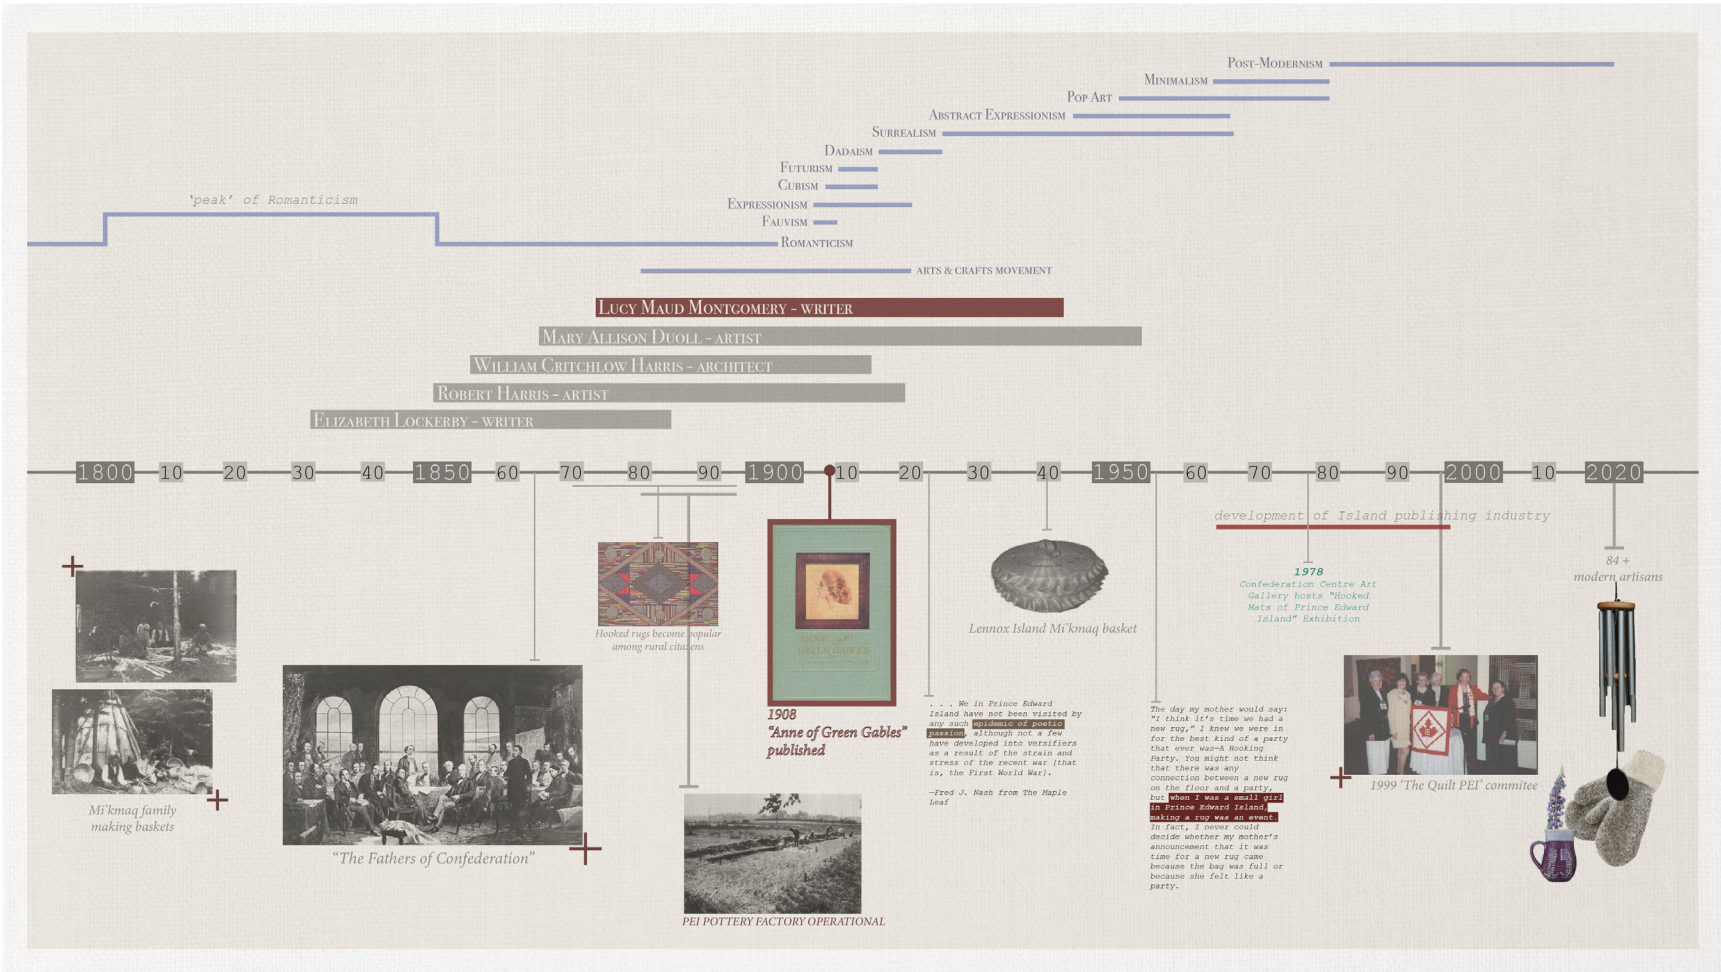 Post-Modernism
Minimalism
Pop Art
Abstract Expressionism
Surrealism
Dadaism
Futurism
Cubism
'peak' of Romanticism
Expressionism
Fauvism
Romanticism
Arts & Crafts Movement
Lucy Maud Montgomery - writer
Mary Allison Duoll - artist
William Critchlow Harris - architect
Robert Harris - artist
Elizabeth Lockerby - writer
1800 10 20 30 40 1850 60 70 80 90 1900 10 20 30 40 1950 60 70 80 90 2000 10 2020
development of Island publishing industry
84 +
modern artisans
1978
Confederation Centre Art
Gallery hosts "Hooked
Mats of Prince Edward
Island" Exhibition
Lennox Island Mi'kmaq basket
Hooked rugs become popular
among rural citizens
ANNE of
GREEN GABLES
1908
"Anne of Green Gables"
published
. . . We in Prince Edward
Island have not been visited by
any such epidemic of poetic
passion, although not a few
have developed into versifiers
as a result of the strain and
stress of the recent war [that
is, the First World War].
—Fred J. Nash from The Maple
Leaf
The day my mother would say:
"I think it's time we had a
new rug," I knew we were in
for the best kind of a party
that ever was—A Hooking
Party. You might not think
that there was any
connection between a new rug
on the floor and a party,
but when I was a small girl
in Prince Edward Island,
making a rug was an event.
In fact, I never could
decide whether my mother's
announcement that it was
time for a new rug came
because the bag was full or
because she felt like a
party.
1999 'The Quilt PEI' commitee
Mi'kmaq family
making baskets
"The Fathers of Confederation"
PEI POTTERY FACTORY OPERATIONAL